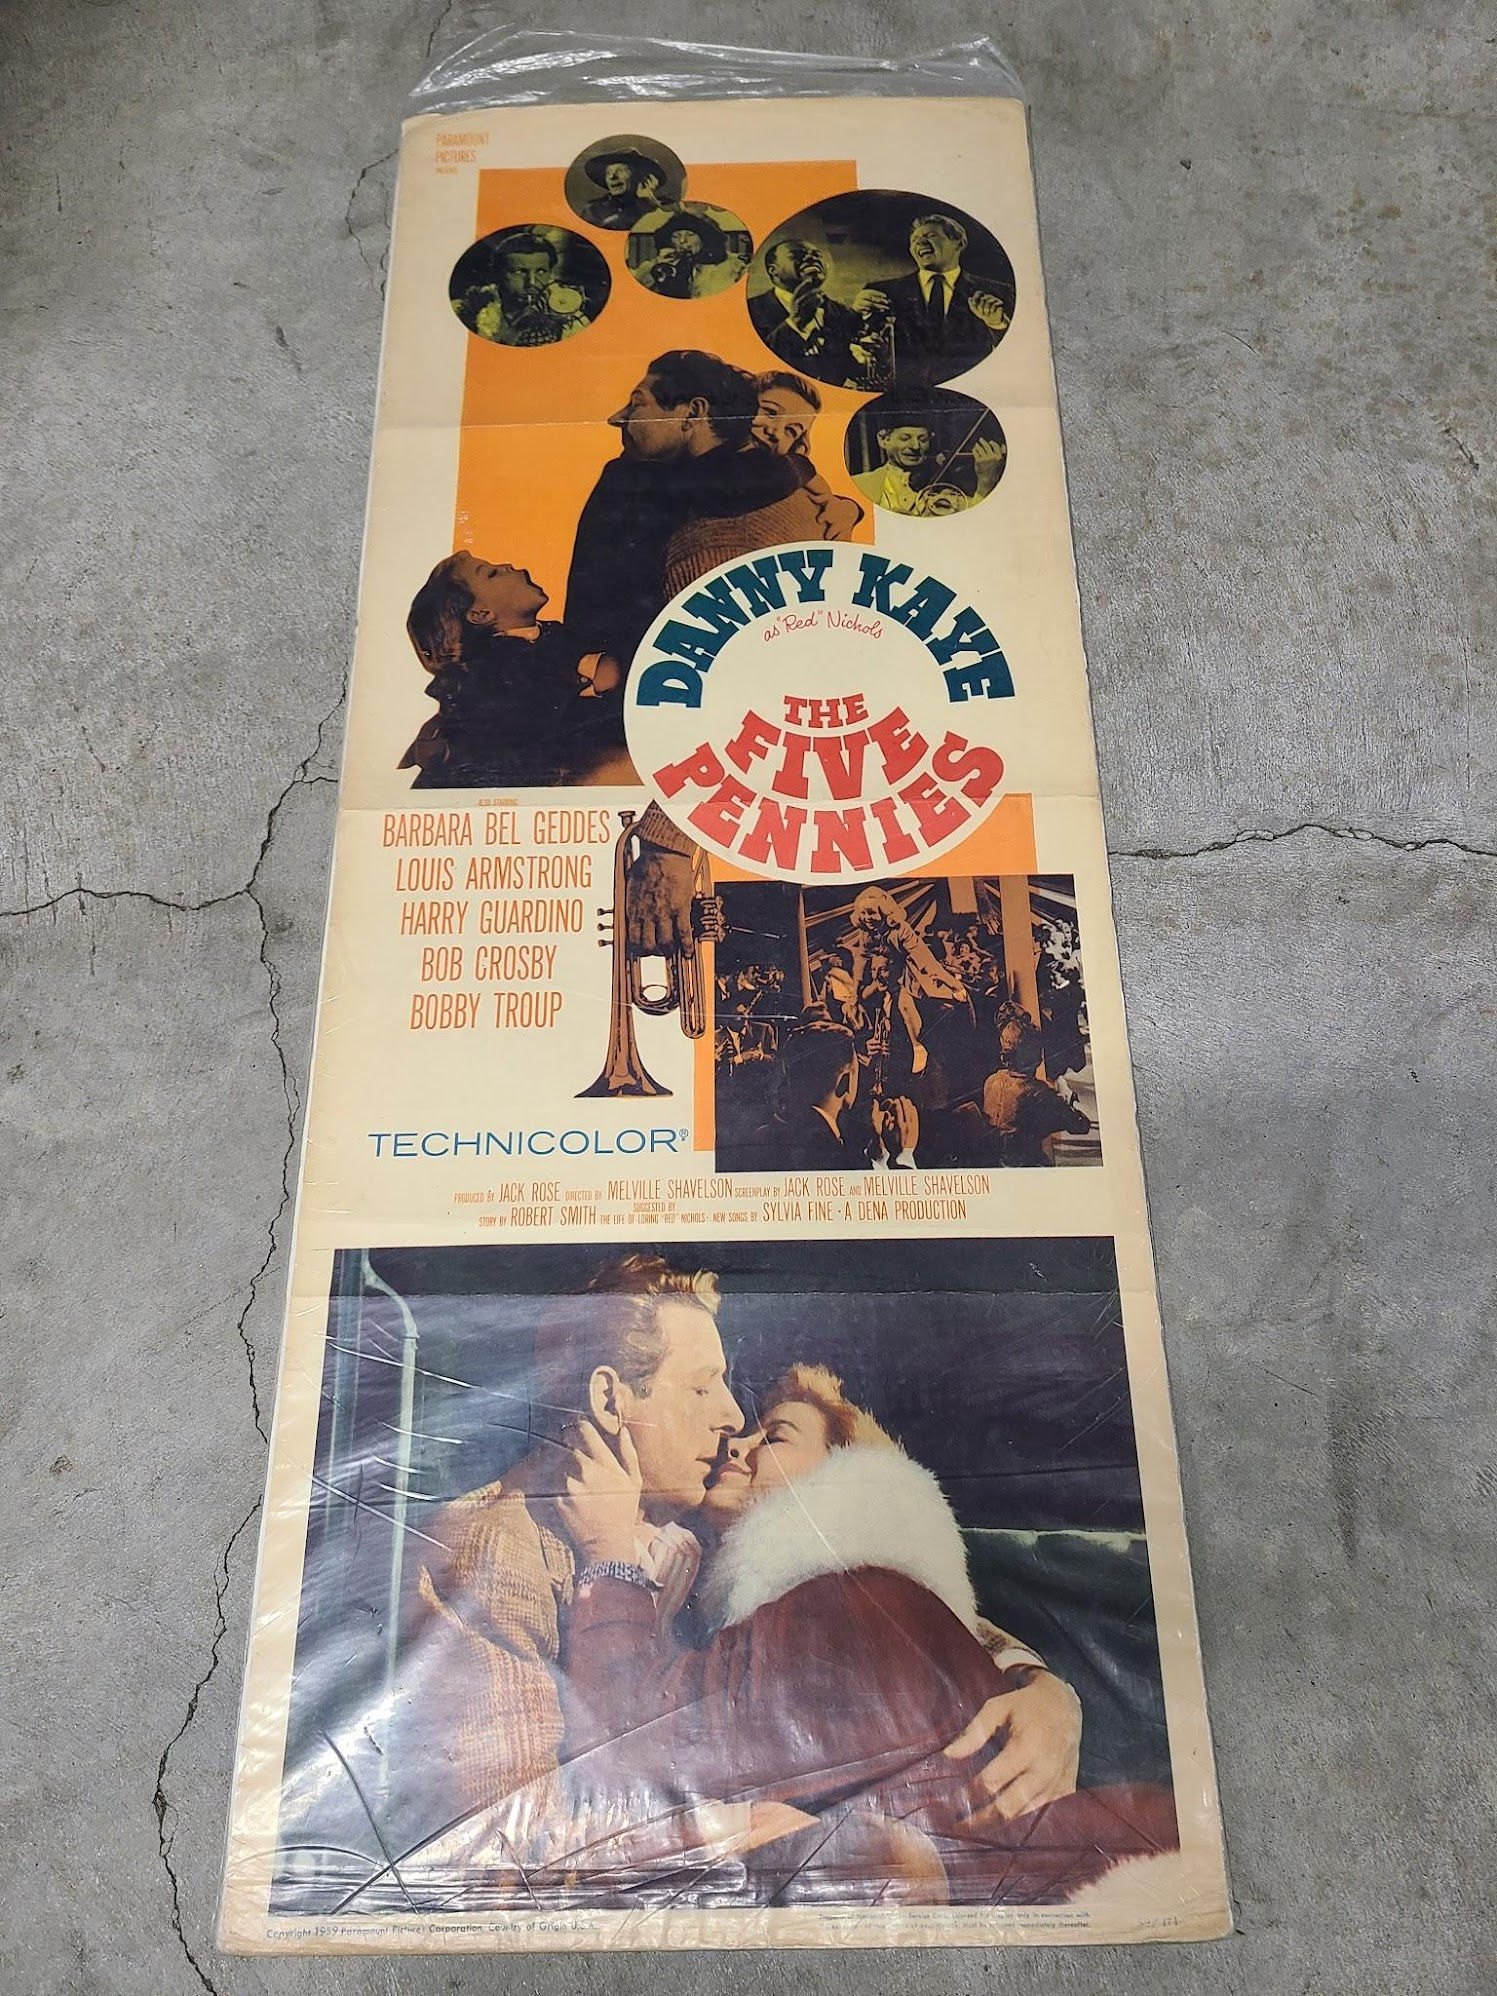 PARAMOUNT
PICTURES
PRESENTS
DANNY KAYE
as "Red" Nichols
THE
FIVE
PENNIES
ALSO STARRING
BARBARA BEL GEDDES
LOUIS ARMSTRONG
HARRY GUARDINO
BOB CROSBY
BOBBY TROUP
TECHNICOLOR®
PRODUCED BY JACK ROSE DIRECTED BY MELVILLE SHAVELSON SCREENPLAY BY JACK ROSE AND MELVILLE SHAVELSON
STORY BY ROBERT SMITH SUGGESTED BY THE LIFE OF LORING "RED" NICHOLS · NEW SONGS BY SYLVIA FINE · A DENA PRODUCTION
Copyright 1959 Paramount Pictures Corporation. Country of Origin U.S.A.